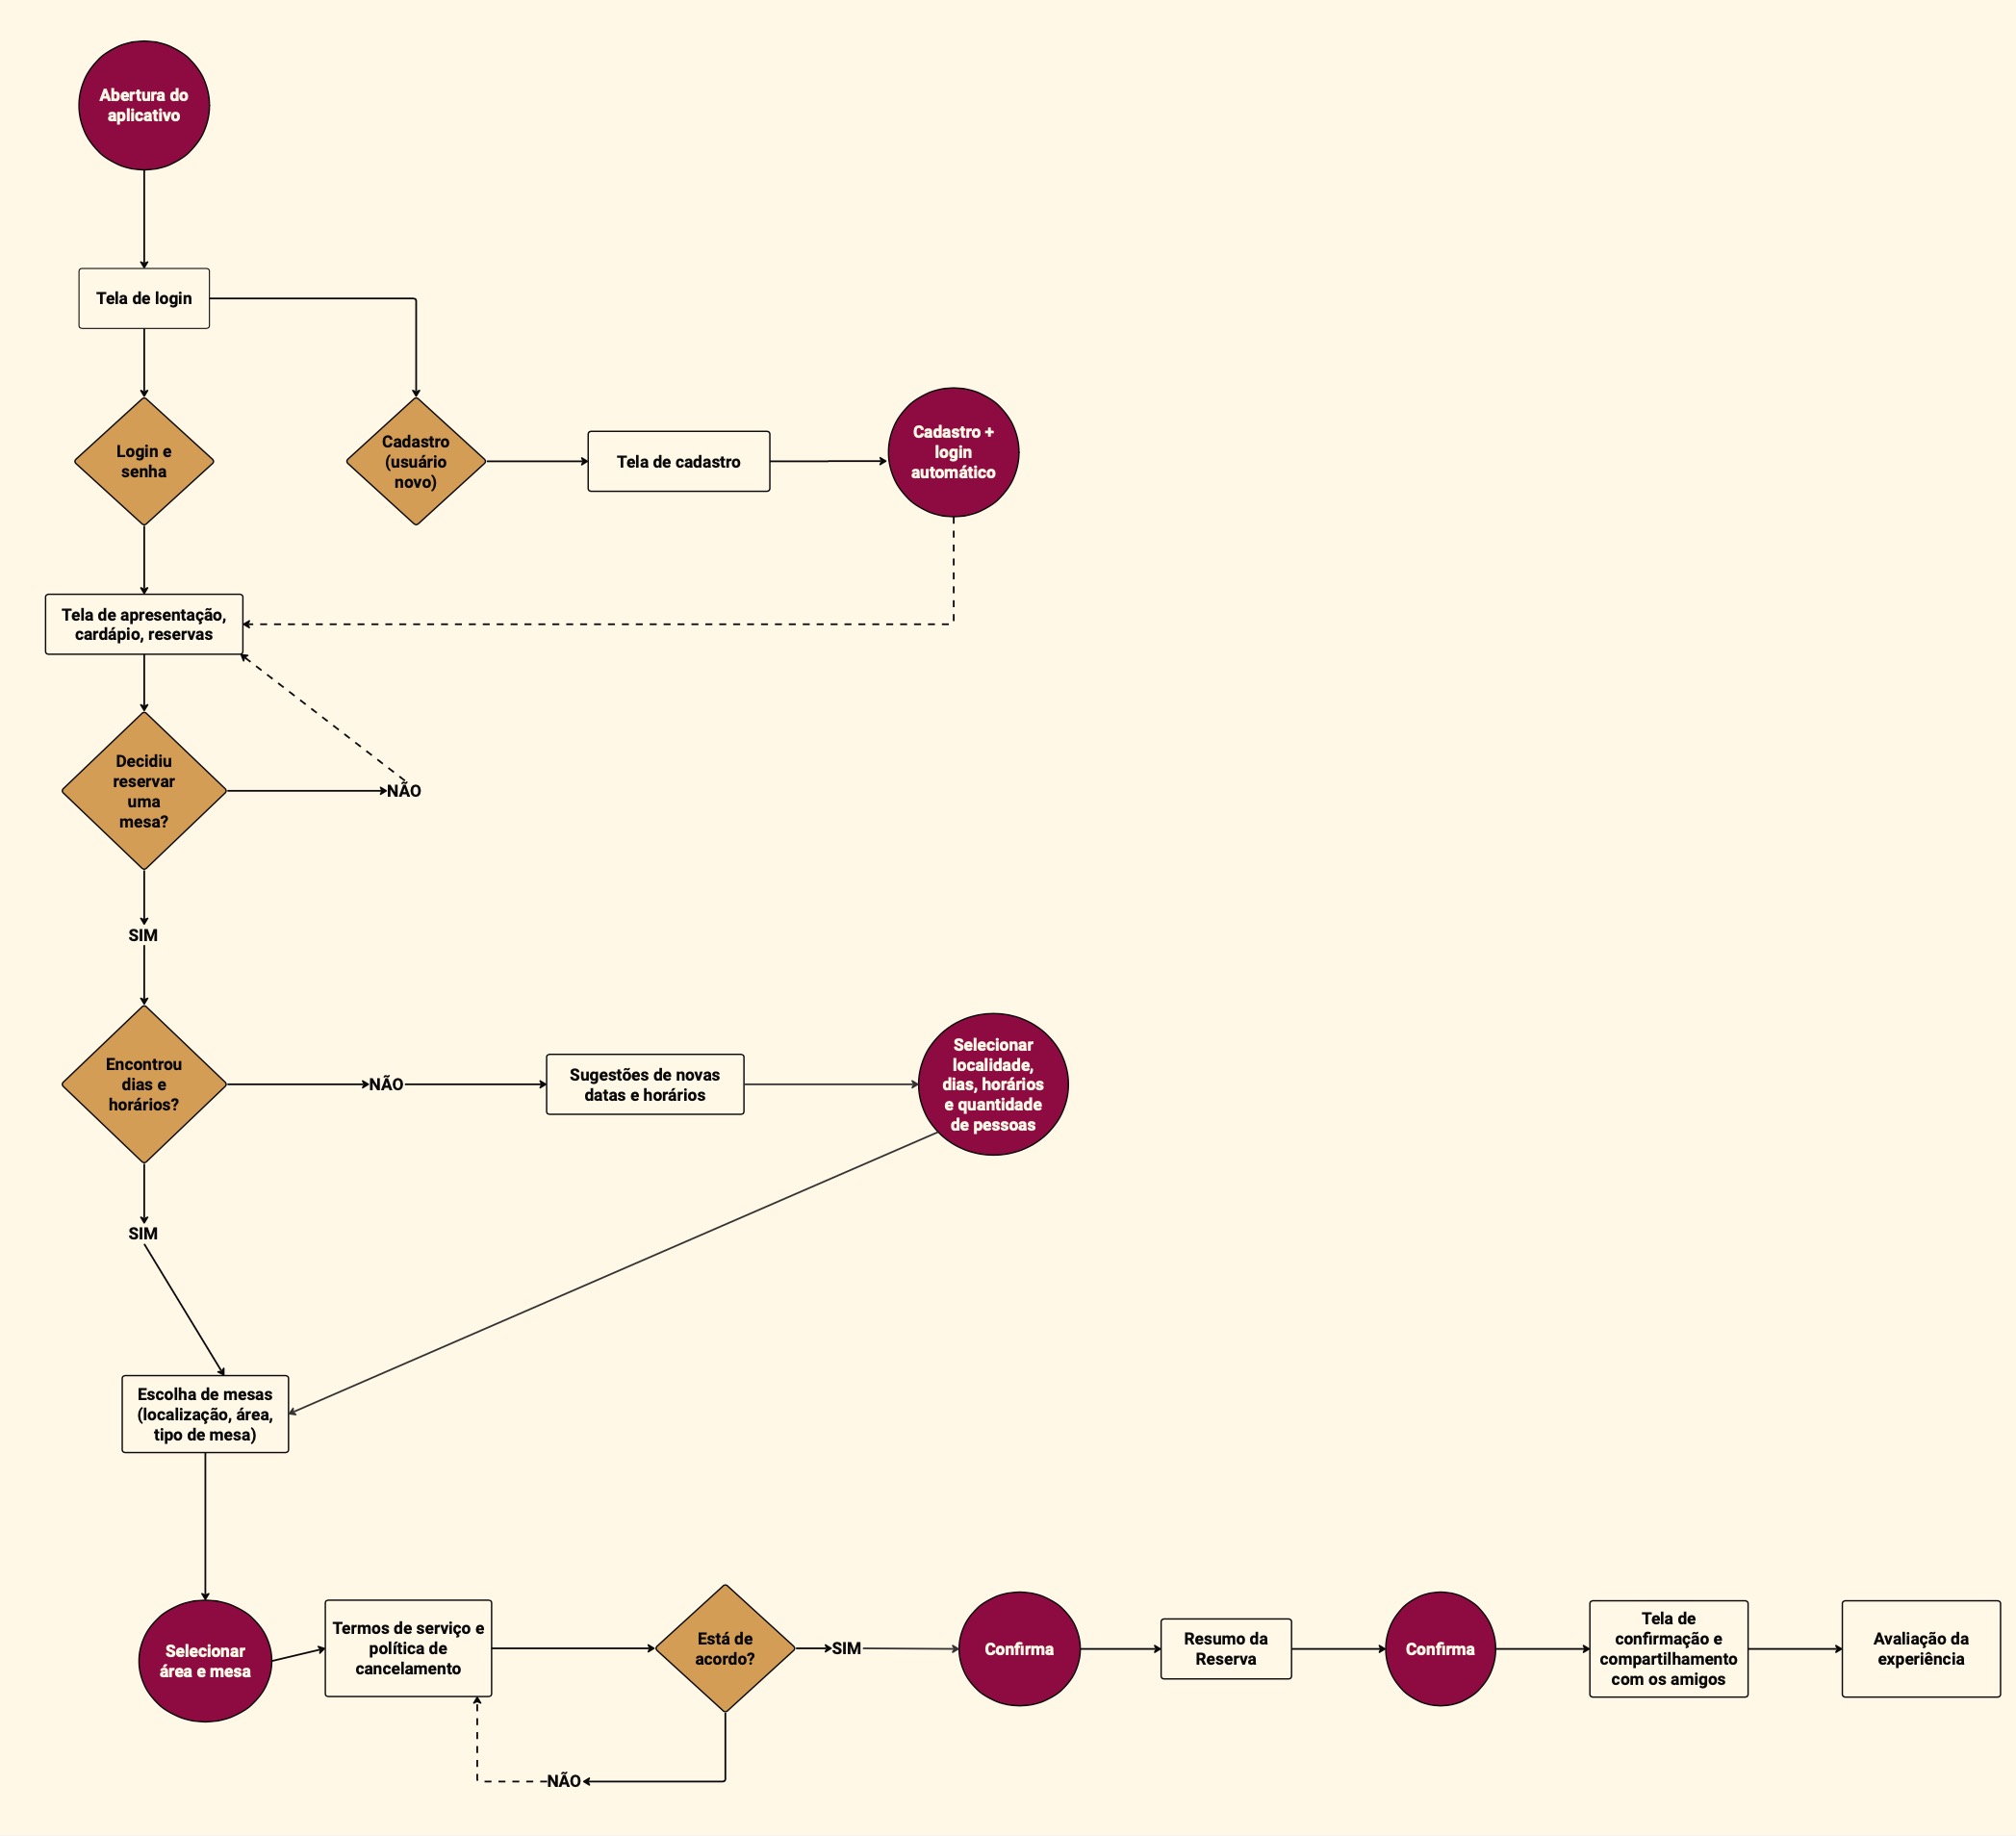 Abertura do
aplicativo
Tela de login
Login e
senha
Cadastro
(usuário
novo)
Tela de cadastro
Cadastro +
login
automático
Tela de apresentação,
cardápio, reservas
Decidiu
reservar
uma
mesa?
NÃO
SIM
Encontrou
dias e
horários?
NÃO
Sugestões de novas
datas e horários
Selecionar
localidade,
dias, horários
e quantidade
de pessoas
SIM
Escolha de mesas
(localização, área,
tipo de mesa)
Selecionar
área e mesa
Termos de serviço e
política de
cancelamento
Está de
acordo?
SIM
Confirma
Resumo da
Reserva
Confirma
Tela de
confirmação e
compartilhamento
com os amigos
Avaliação da
experiência
NÃO